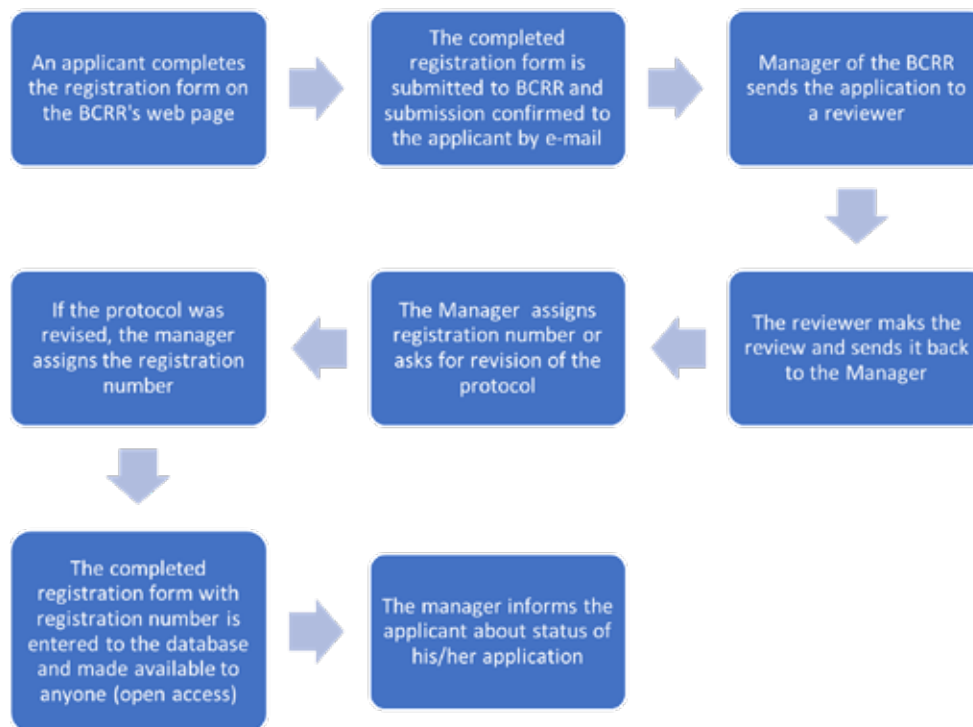 An applicant completes
the registration form on
the BCRR's web page
The completed
registration form is
submitted to BCRR and
submission confirmed to
the applicant by e-mail
Manager of the BCRR
sends the application to
a reviewer
The reviewer maks the
review and sends it back
to the Manager
The Manager assigns
registration number or
asks for revision of the
protocol
If the protocol was
revised, the manager
assigns the registration
number
The completed
registration form with
registration number is
entered to the database
and made available to
anyone (open access)
The manager informs the
applicant about status of
his/her application